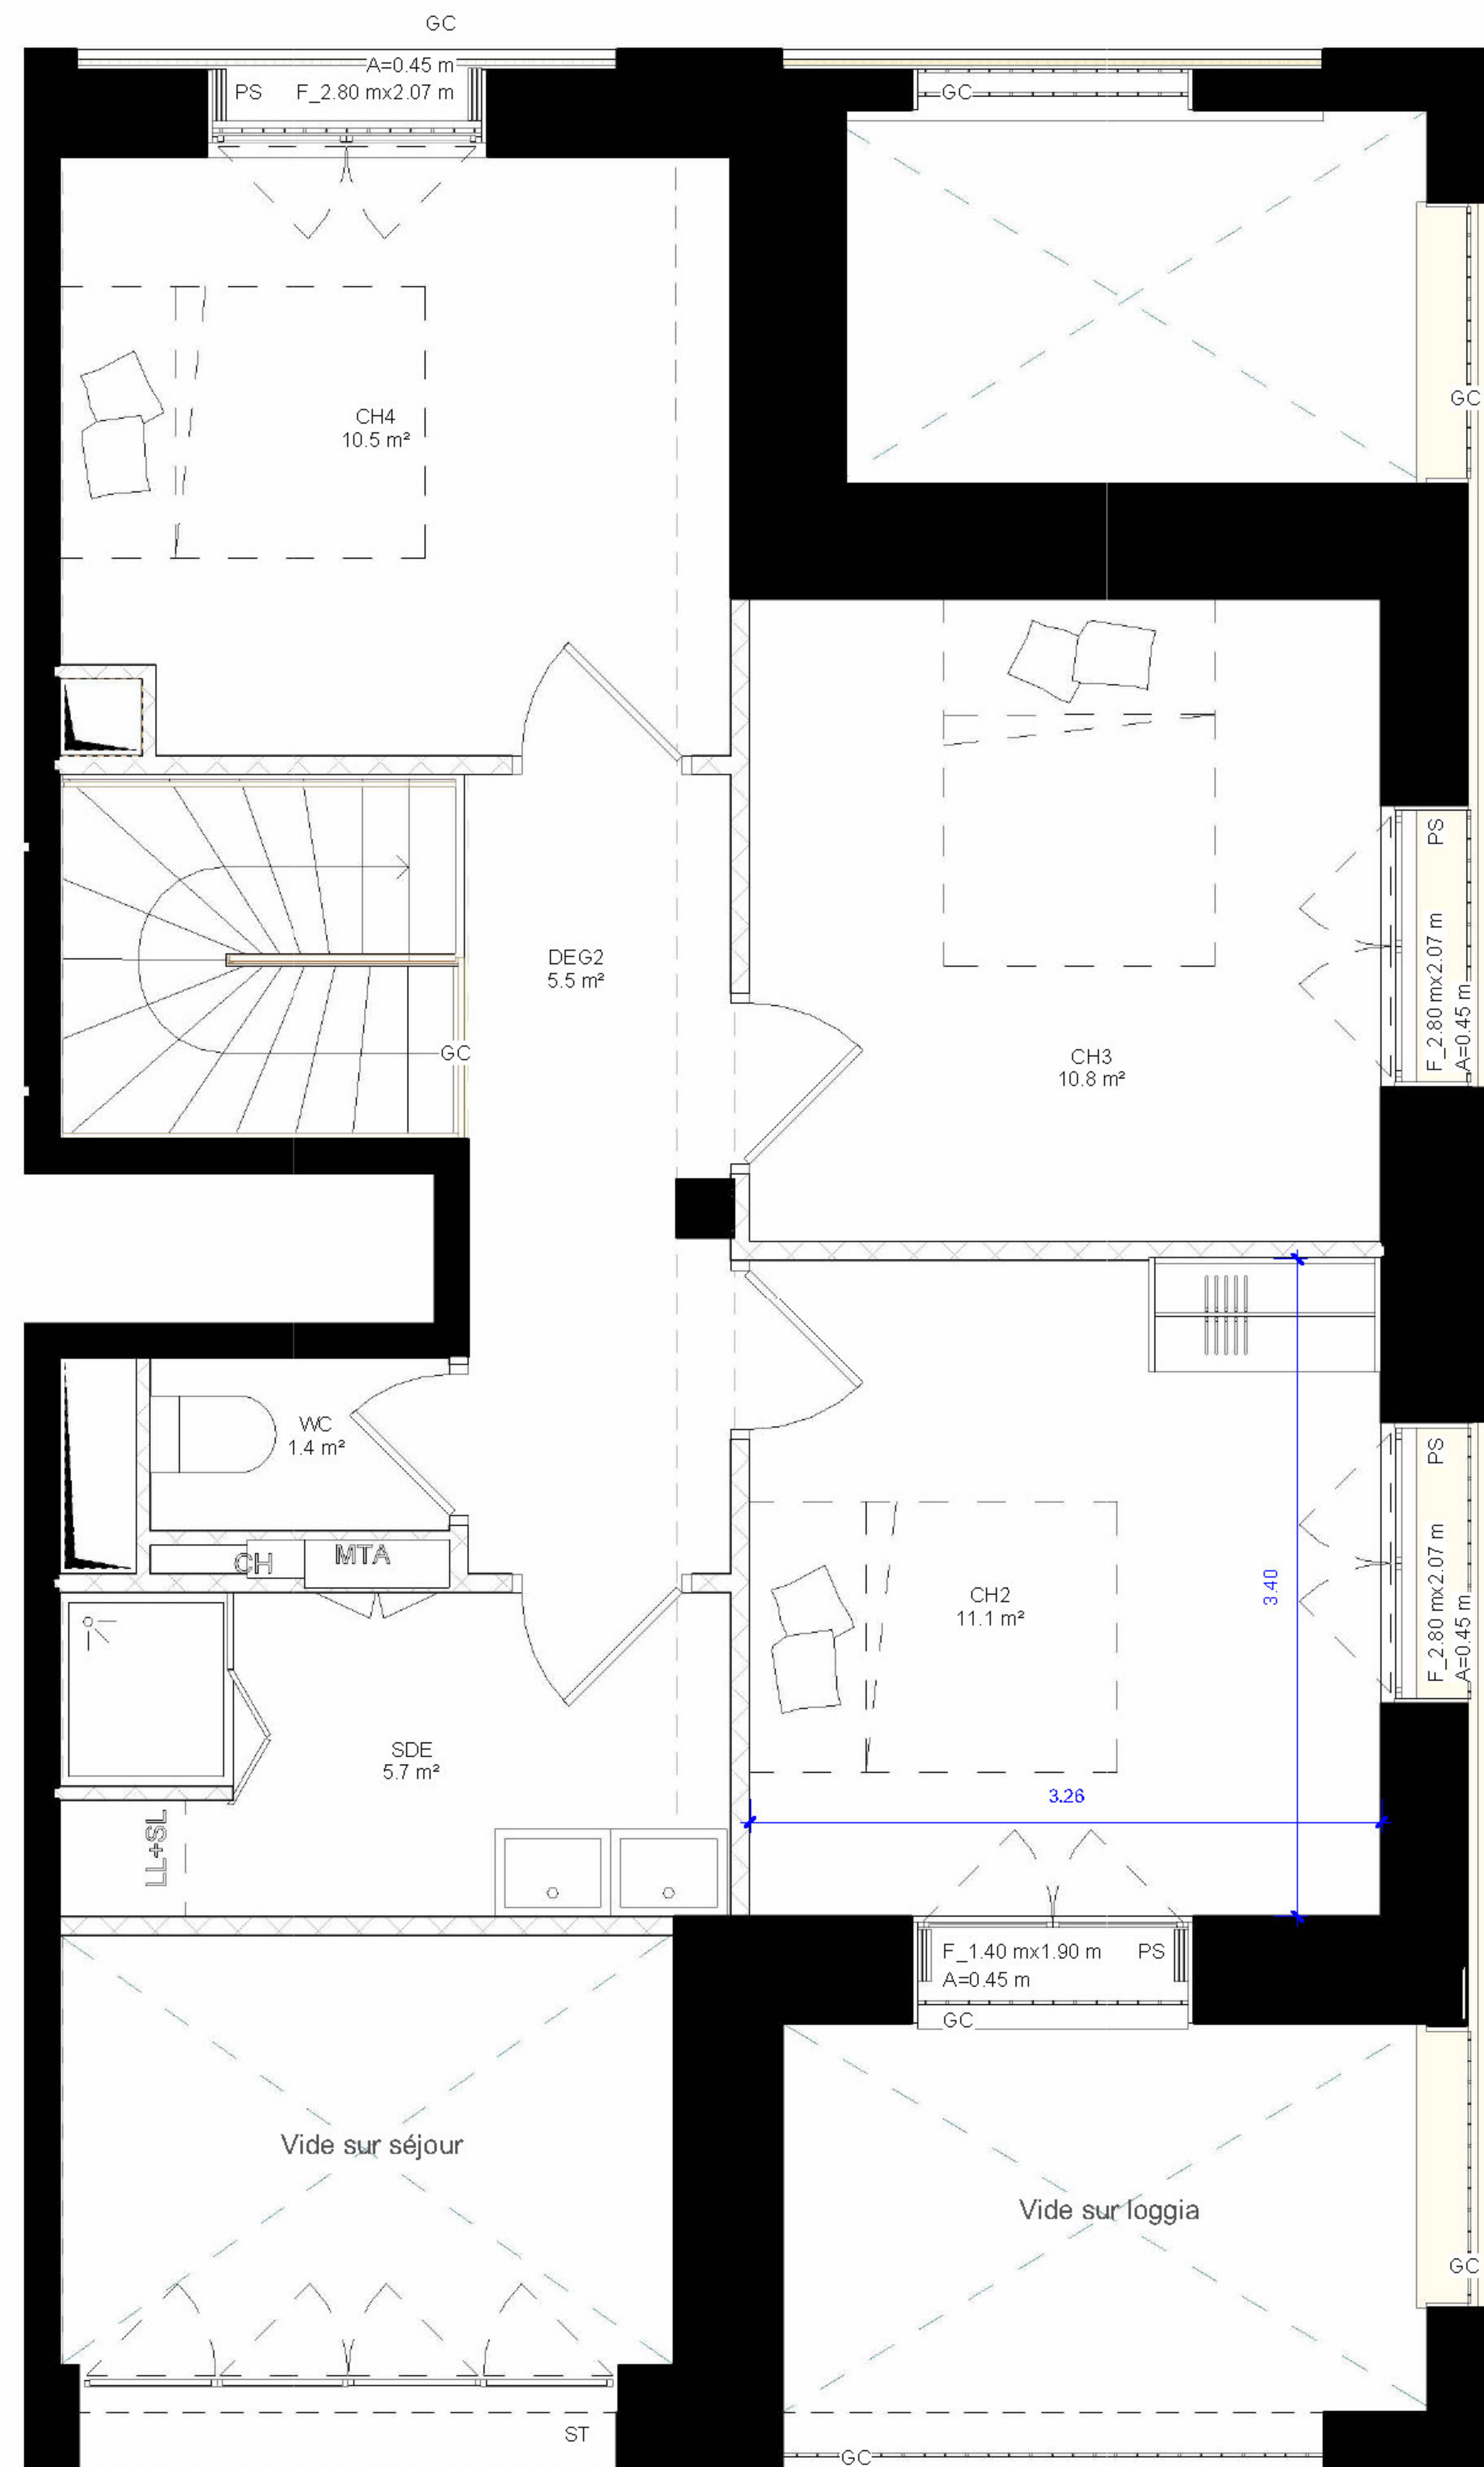 GC
A=0.45 m
PS F_2.80 mx2.07 m
GC
GC
CH4
10.5 m²
DEG2
5.5 m²
GC
CH3
10.8 m²
PS
F_2.80 mx2.07 m
A=0.45 m
WC
1.4 m²
CH
MTA
CH2
11.1 m²
3.40
3.26
PS
F_2.80 mx2.07 m
A=0.45 m
SDE
5.7 m²
LL+SL
F_1.40 mx1.90 m PS
A=0.45 m
GC
Vide sur séjour
Vide sur loggia
GC
ST
GC